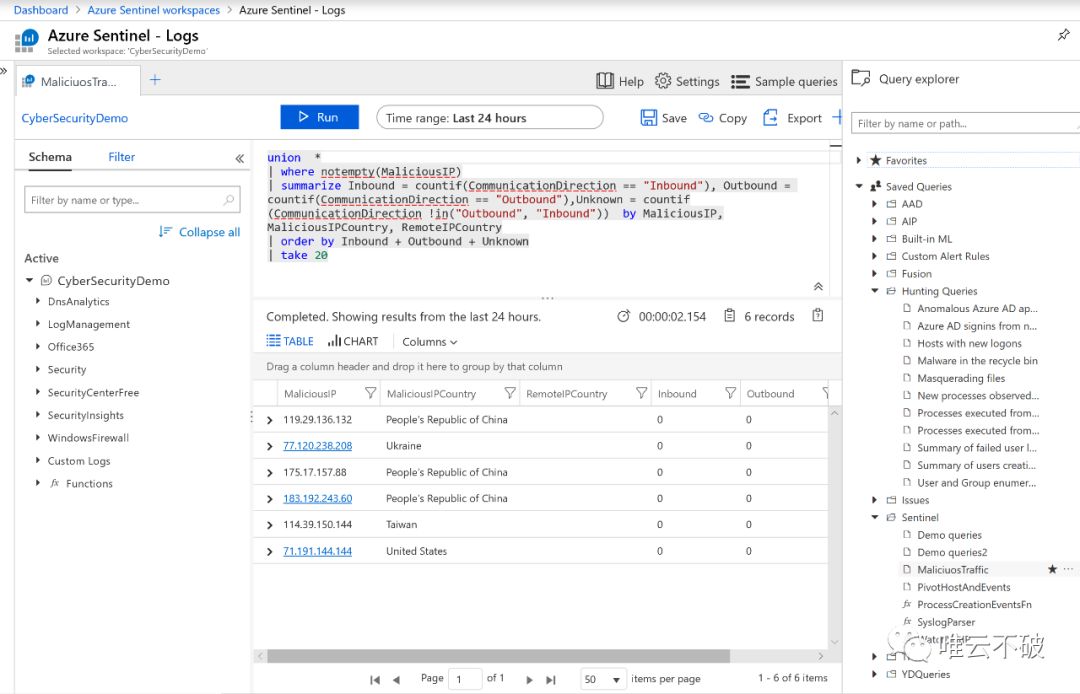 Dashboard > Azure Sentinel workspaces > Azure Sentinel - Logs
Azure Sentinel - Logs
Selected workspace: 'CyberSecurityDemo'
MaliciuosTra...
Help Settings Sample queries
Query explorer
CyberSecurityDemo
Run
Time range: Last 24 hours
Save Copy Export
Filter by name or path...
Schema Filter
Filter by name or type...
Collapse all
Active
CyberSecurityDemo
DnsAnalytics
LogManagement
Office365
Security
SecurityCenterFree
SecurityInsights
WindowsFirewall
Custom Logs
fx Functions
union *
| where notempty(MaliciousIP)
| summarize Inbound = countif(CommunicationDirection == "Inbound"), Outbound =
countif(CommunicationDirection == "Outbound"),Unknown = countif
(CommunicationDirection !in("Outbound", "Inbound")) by MaliciousIP,
MaliciousIPCountry, RemoteIPCountry
| order by Inbound + Outbound + Unknown
| take 20
Completed. Showing results from the last 24 hours.
00:00:02.154 6 records
TABLE CHART Columns
Drag a column header and drop it here to group by that column
MaliciousIP MaliciousIPCountry RemoteIPCountry Inbound Outbound
119.29.136.132 People's Republic of China 0 0
77.120.238.208 Ukraine 0 0
175.17.157.88 People's Republic of China 0 0
183.192.243.60 People's Republic of China 0 0
114.39.150.144 Taiwan 0 0
71.191.144.144 United States 0 0
Page 1 of 1 50 items per page 1 - 6 of 6 items
Favorites
Saved Queries
AAD
AIP
Built-in ML
Custom Alert Rules
Fusion
Hunting Queries
Anomalous Azure AD ap...
Azure AD signins from n...
Hosts with new logons
Malware in the recycle bin
Masquerading files
New processes observed...
Processes executed from...
Processes executed from...
Summary of failed user l...
Summary of users creati...
User and Group enumer...
Issues
Sentinel
Demo queries
Demo queries2
MaliciuosTraffic
PivotHostAndEvents
fx ProcessCreationEventsFn
fx SyslogParser
YDQueries
唯云不破